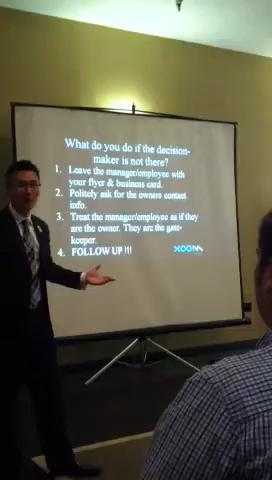 What do you do if the decision-
maker is not there?
1. Leave the manager/employee with
your flyer & business card.
2. Politely ask for the owners contact
info.
3. Treat the manager/employee as if they
are the owner. They are the gate-
keeper.
4. FOLLOW UP !!!
XOOM